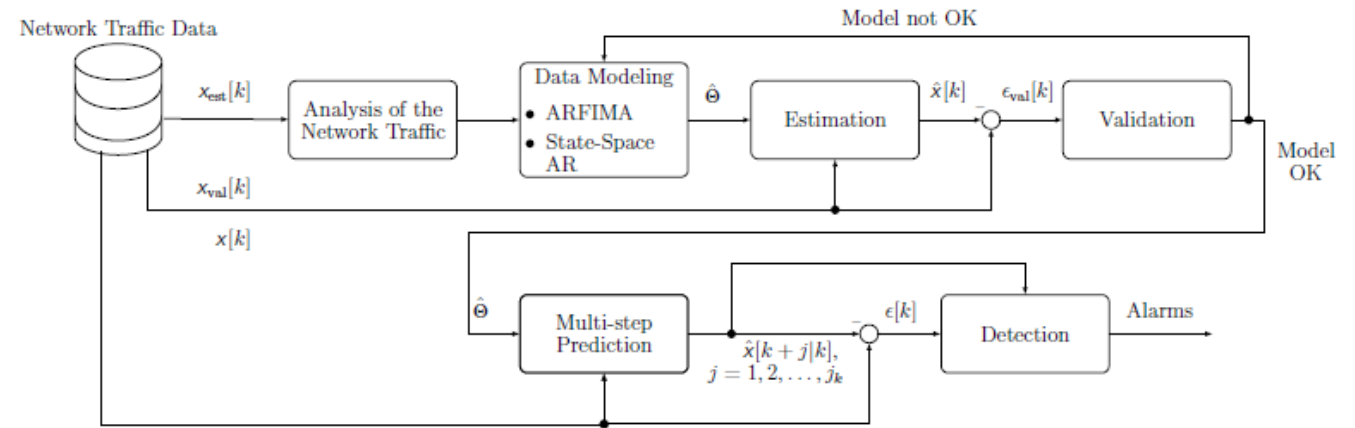 Model not OK
Network Traffic Data
x_est[k]
Analysis of the
Network Traffic
Data Modeling
• ARFIMA
• State-Space
AR
Θ̂
Estimation
x̂[k]
−
ϵ_val[k]
Validation
Model
OK
x_val[k]
x[k]
Θ̂
Multi-step
Prediction
x̂[k + j|k],
j = 1, 2, . . . , j_k
−
ϵ[k]
Detection
Alarms